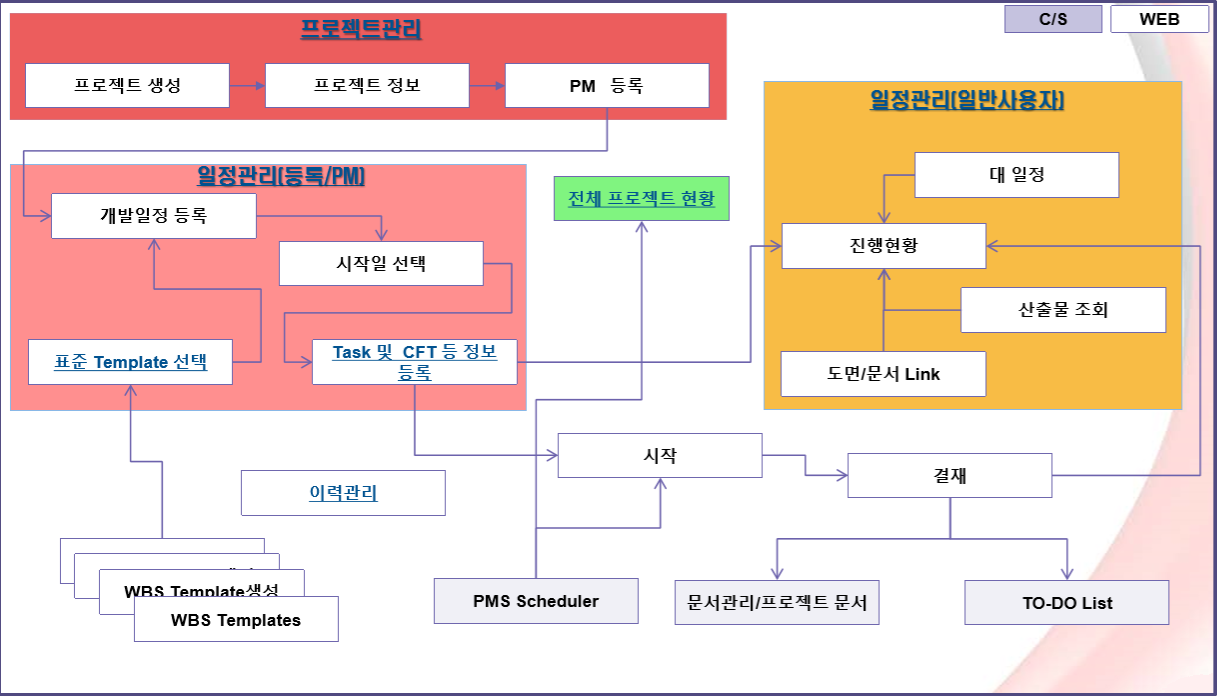 C/S
WEB
프로젝트관리
프로젝트 생성
프로젝트 정보
PM 등록
일정관리(일반사용자)
대 일정
진행현황
산출물 조회
도면/문서 Link
일정관리(등록/PM)
개발일정 등록
시작일 선택
표준 Template 선택
Task 및 CFT 등 정보
등록
전체 프로젝트 현황
시작
결재
이력관리
WBS Template생성
WBS Templates
PMS Scheduler
문서관리/프로젝트 문서
TO-DO List